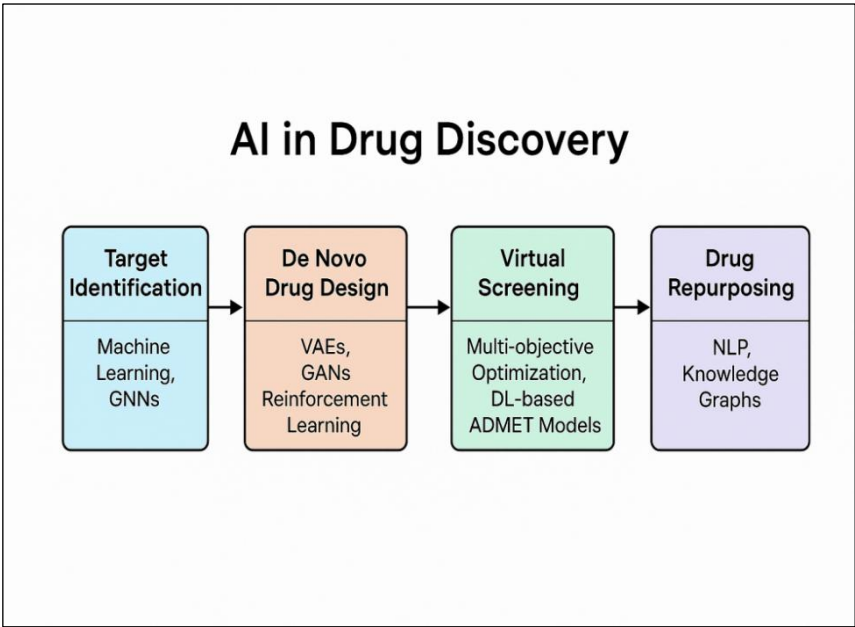 AI in Drug Discovery
Target
Identification
Machine
Learning,
GNNs
De Novo
Drug Design
VAEs,
GANs
Reinforcement
Learning
Virtual
Screening
Multi-objective
Optimization,
DL-based
ADMET Models
Drug
Repurposing
NLP,
Knowledge
Graphs